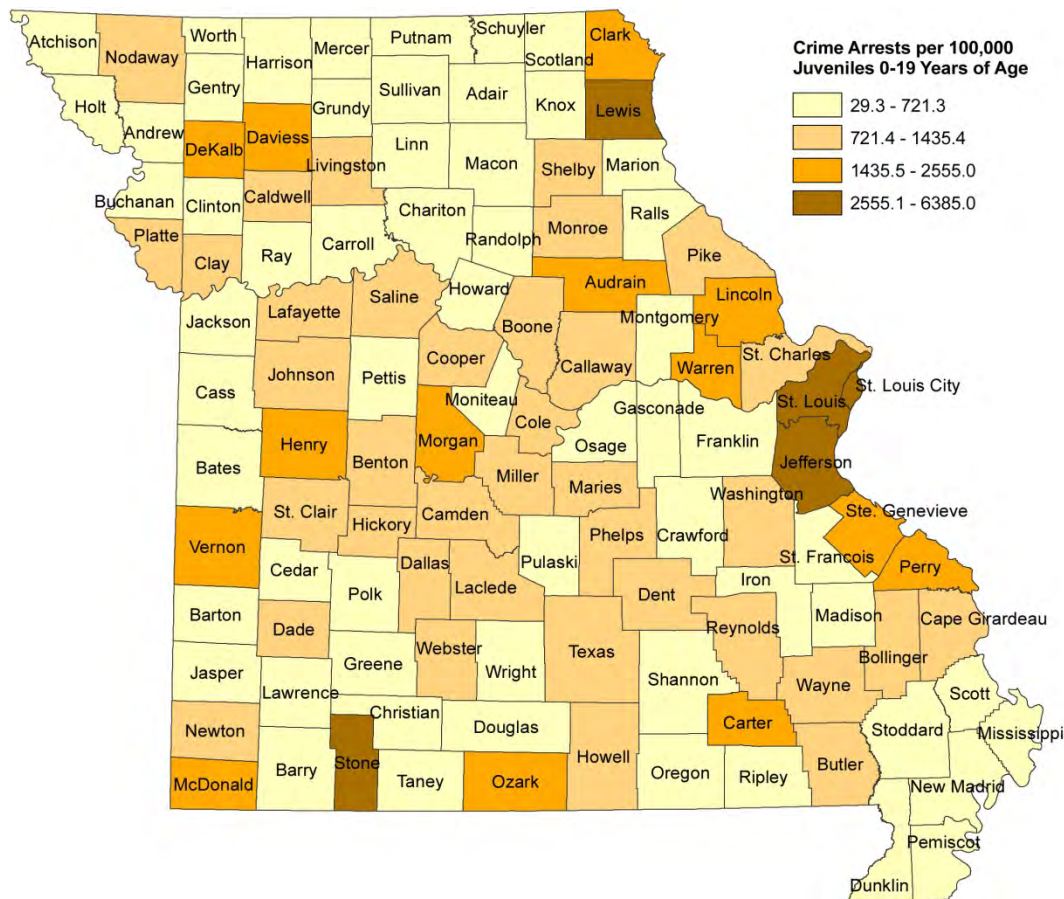 Crime Arrests per 100,000
Juveniles 0-19 Years of Age
29.3 - 721.3
721.4 - 1435.4
1435.5 - 2555.0
2555.1 - 6385.0
Atchison
Nodaway
Worth
Harrison
Mercer
Putnam
Schuyler
Scotland
Clark
Holt
Andrew
Gentry
Grundy
Sullivan
Adair
Knox
Lewis
DeKalb
Daviess
Livingston
Linn
Macon
Shelby
Marion
Buchanan
Clinton
Caldwell
Chariton
Randolph
Monroe
Ralls
Platte
Clay
Ray
Carroll
Pike
Audrain
Lincoln
Jackson
Lafayette
Saline
Howard
Boone
Montgomery
Callaway
Warren
St. Charles
St. Louis City
St. Louis
Cass
Johnson
Pettis
Cooper
Moniteau
Cole
Osage
Gasconade
Franklin
Jefferson
Bates
Henry
Benton
Morgan
Miller
Maries
Washington
Ste. Genevieve
St. Clair
Hickory
Camden
Phelps
Crawford
St. Francois
Perry
Vernon
Cedar
Polk
Dallas
Laclede
Pulaski
Dent
Iron
Madison
Cape Girardeau
Barton
Dade
Greene
Webster
Wright
Texas
Shannon
Reynolds
Wayne
Bollinger
Jasper
Lawrence
Christian
Douglas
Carter
Stoddard
Scott
Mississippi
Newton
McDonald
Barry
Stone
Taney
Ozark
Howell
Oregon
Ripley
Butler
New Madrid
Pemiscot
Dunklin